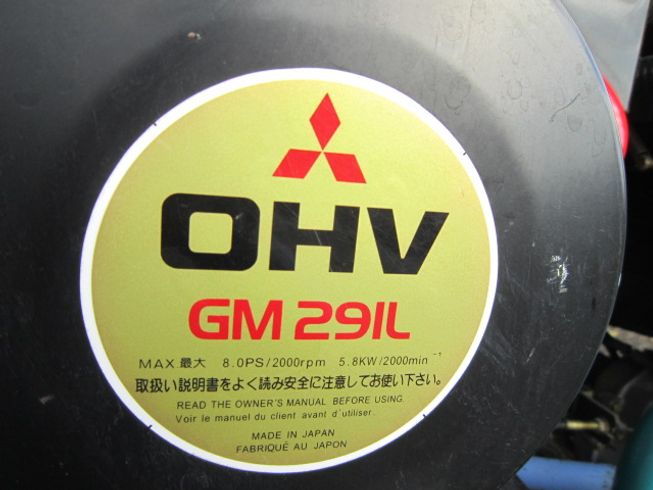 OHV
GM 291L
MAX.最大 8.0PS/2000rpm 5.8KW/2000min⁻¹
取扱い説明書をよく読み安全に注意してお使い下さい。
READ THE OWNER'S MANUAL BEFORE USING.
Voir le manuel du client avant d'utiliser.
MADE IN JAPAN
FABRIQUÉ AU JAPON